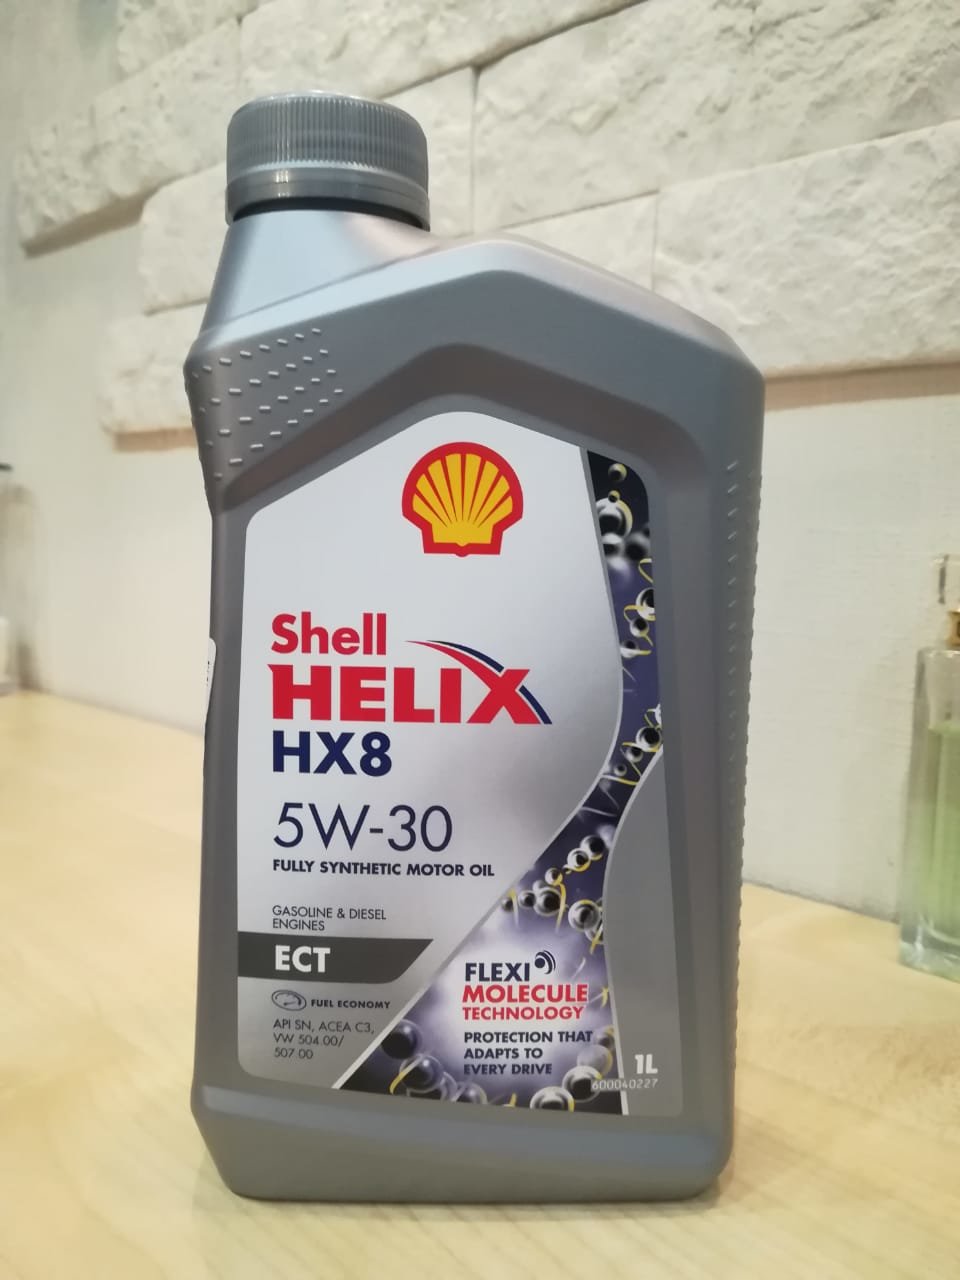 Shell
HELIX
HX8
5W-30
FULLY SYNTHETIC MOTOR OIL
GASOLINE & DIESEL
ENGINES
ECT
FUEL ECONOMY
API SN, ACEA C3,
VW 504.00/
507 00
FLEXI
MOLECULE
TECHNOLOGY
PROTECTION THAT
ADAPTS TO
EVERY DRIVE
1L
600040227